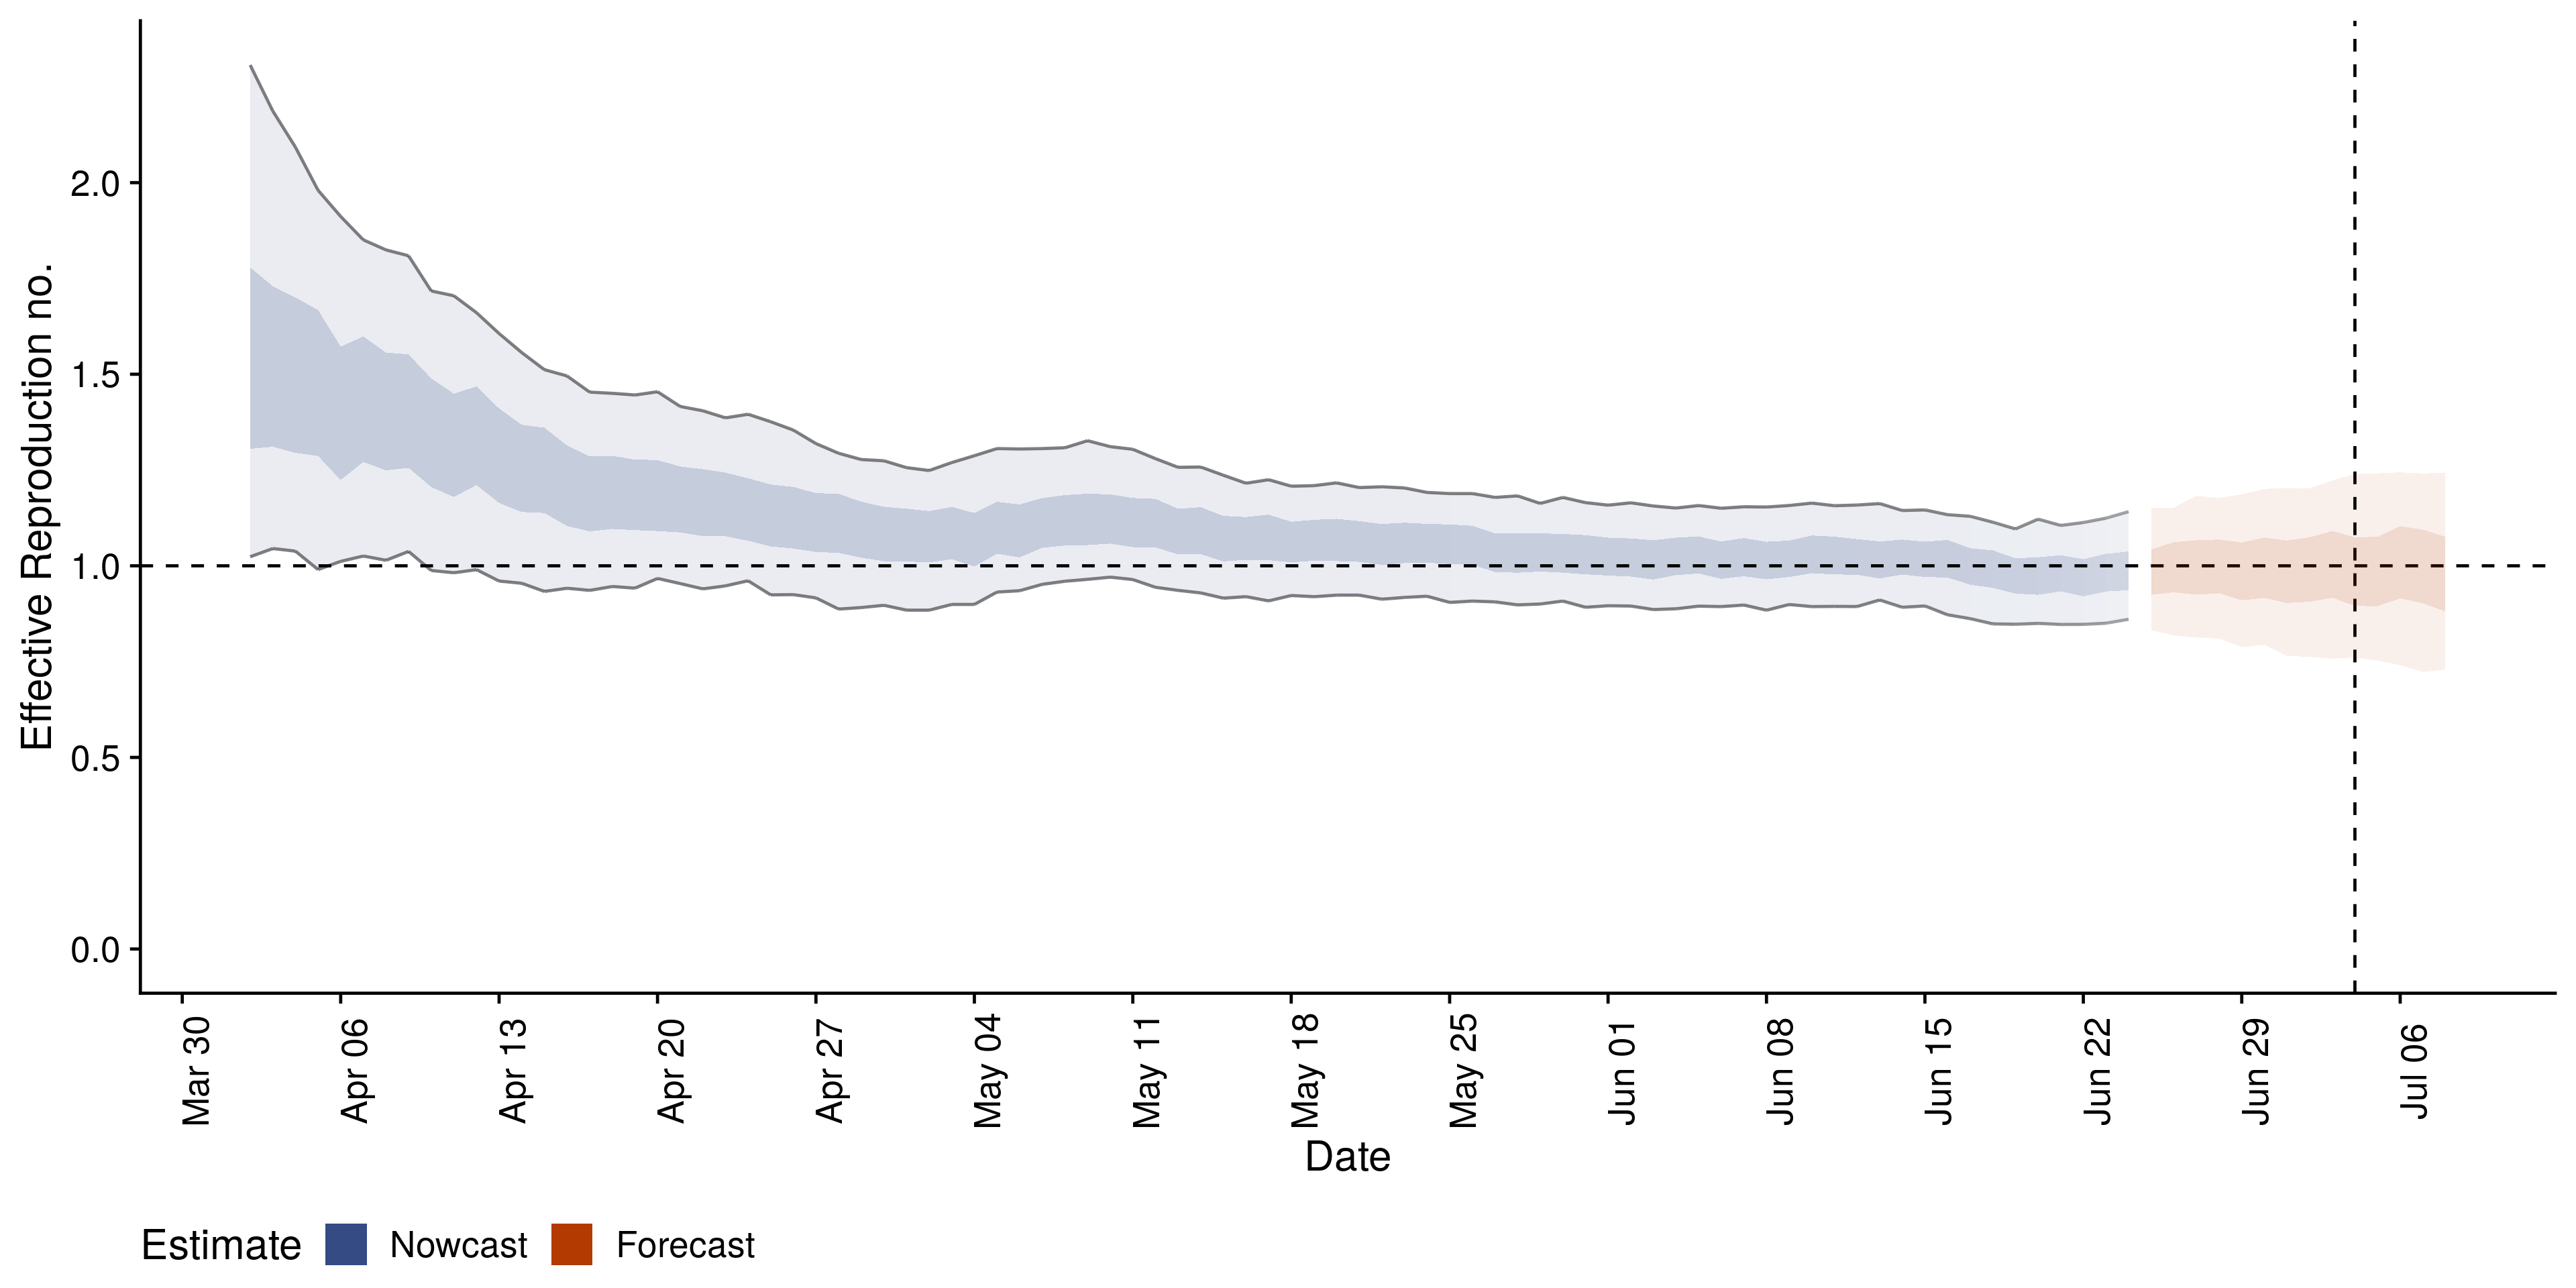 Effective Reproduction no.
2.0
1.5
1.0
0.5
0.0
Mar 30
Apr 06
Apr 13
Apr 20
Apr 27
May 04
May 11
May 18
May 25
Jun 01
Jun 08
Jun 15
Jun 22
Jun 29
Jul 06
Date
Estimate Nowcast Forecast